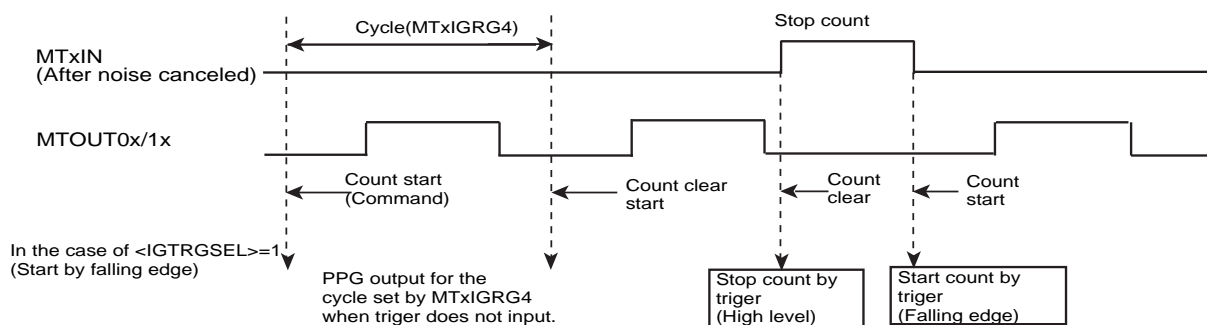 Cycle(MTxIGRG4)
Stop count
MTxIN
(After noise canceled)
MTOUT0x/1x
Count start
(Command)
Count clear
start
Count
clear
Count
start
In the case of <IGTRGSEL>=1
(Start by falling edge)
PPG output for the
cycle set by MTxIGRG4
when triger does not input.
Stop count by
triger
(High level)
Start count by
triger
(Falling edge)